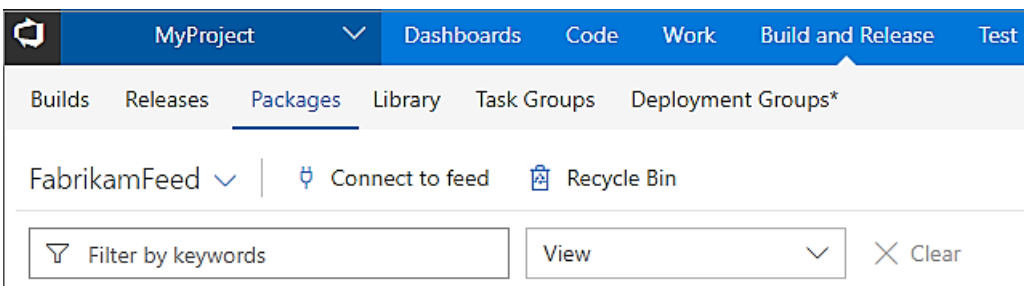 MyProject Dashboards Code Work Build and Release Test
Builds Releases Packages Library Task Groups Deployment Groups*
FabrikamFeed Connect to feed Recycle Bin
Filter by keywords View Clear